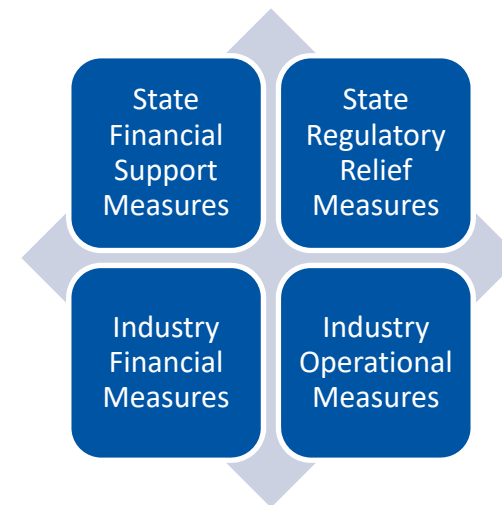 State
Financial
Support
Measures
State
Regulatory
Relief
Measures
Industry
Financial
Measures
Industry
Operational
Measures